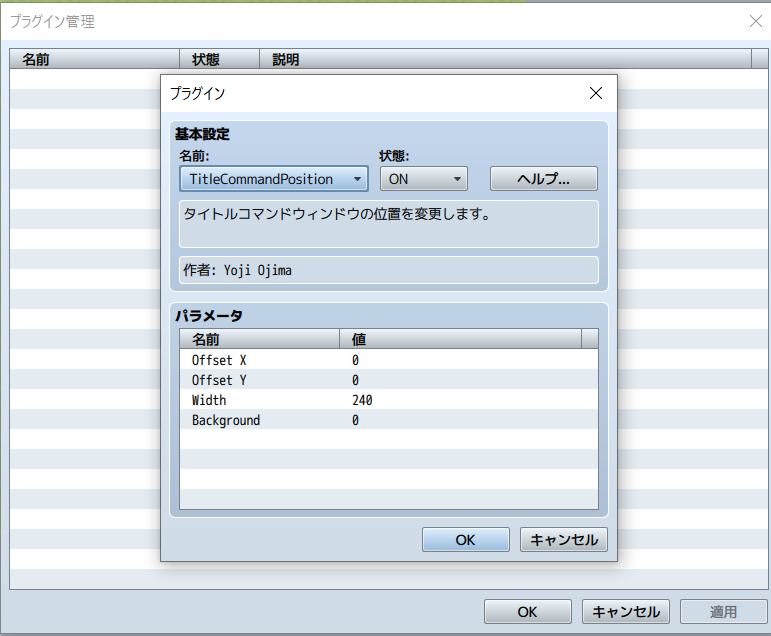 プラグイン管理
名前 状態 説明
プラグイン
基本設定
名前: 状態:
TitleCommandPosition ON ヘルプ...
タイトルコマンドウィンドウの位置を変更します。
作者: Yoji Ojima
パラメータ
名前 値
Offset X 0
Offset Y 0
Width 240
Background 0
OK キャンセル
OK キャンセル 適用